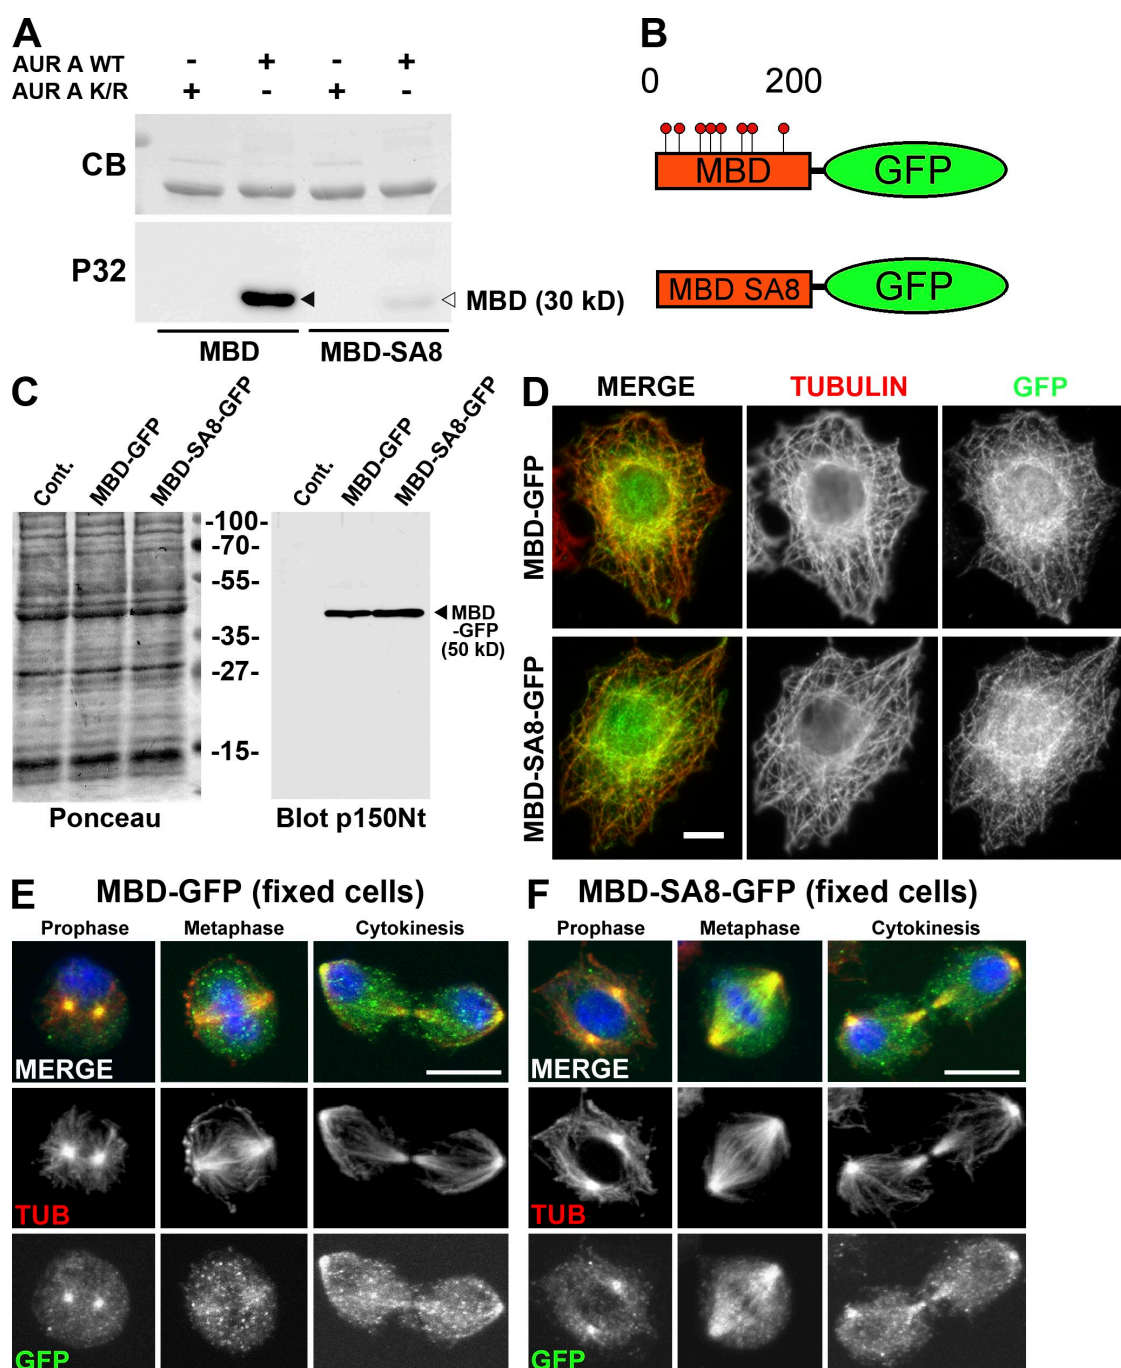 A
AUR A WT - + - +
AUR A K/R + - + -
CB
P32
MBD (30 kD)
MBD MBD-SA8
B
0 200
MBD GFP
MBD SA8 GFP
C
Cont. MBD-GFP MBD-SA8-GFP
Cont. MBD-GFP MBD-SA8-GFP
-100-
-70-
-55-
-35-
-27-
-15-
MBD
-GFP
(50 kD)
Ponceau Blot p150Nt
D
MERGE TUBULIN GFP
MBD-GFP
MBD-SA8-GFP
E MBD-GFP (fixed cells)
Prophase Metaphase Cytokinesis
MERGE
TUB
GFP
F MBD-SA8-GFP (fixed cells)
Prophase Metaphase Cytokinesis
MERGE
TUB
GFP